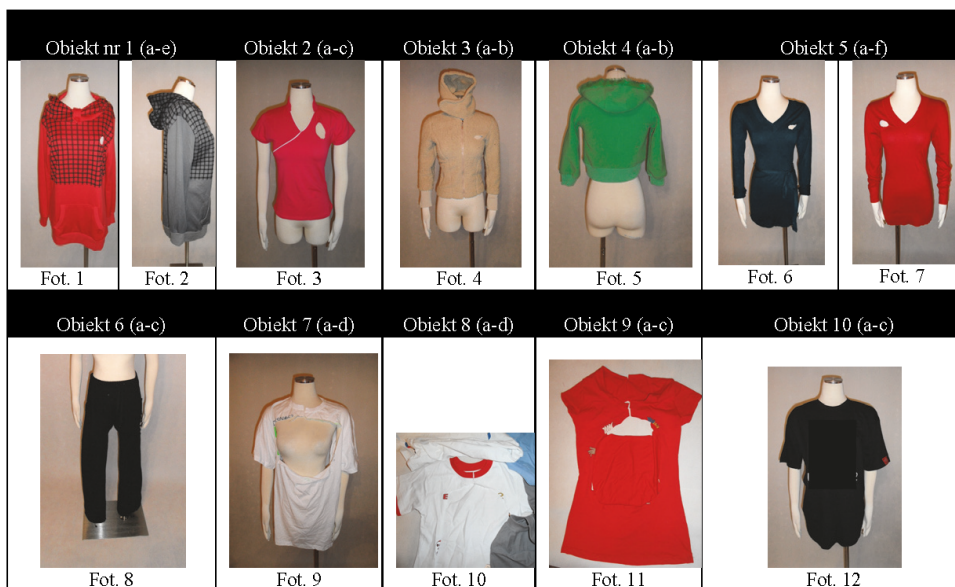 Obiekt nr 1 (a-e) Obiekt 2 (a-c) Obiekt 3 (a-b) Obiekt 4 (a-b) Obiekt 5 (a-f)
Fot. 1 Fot. 2 Fot. 3 Fot. 4 Fot. 5 Fot. 6 Fot. 7
Obiekt 6 (a-c) Obiekt 7 (a-d) Obiekt 8 (a-d) Obiekt 9 (a-c) Obiekt 10 (a-c)
Fot. 8 Fot. 9 Fot. 10 Fot. 11 Fot. 12